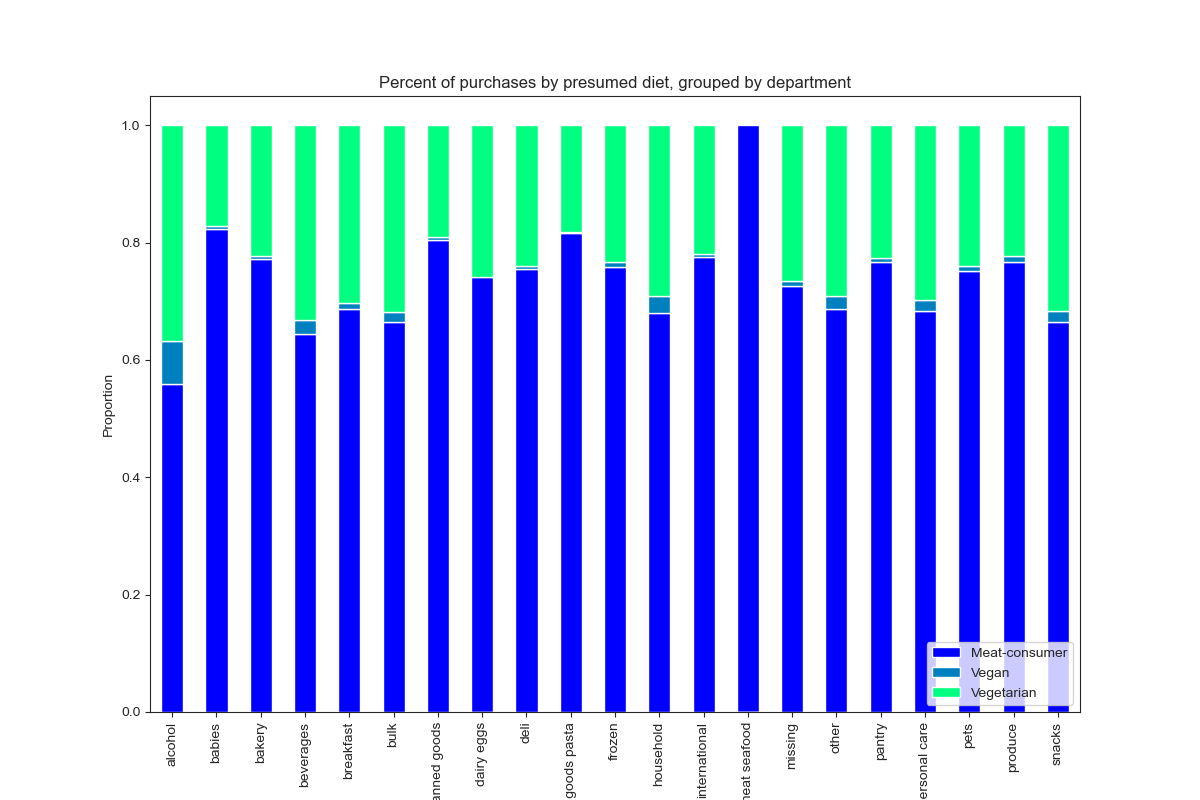 Percent of purchases by presumed diet, grouped by department
Proportion
1.0
0.8
0.6
0.4
0.2
0.0
alcohol
babies
bakery
beverages
breakfast
bulk
anned goods
dairy eggs
deli
goods pasta
frozen
household
international
eat seafood
missing
other
pantry
ersonal care
pets
produce
snacks
Meat-consumer
Vegan
Vegetarian